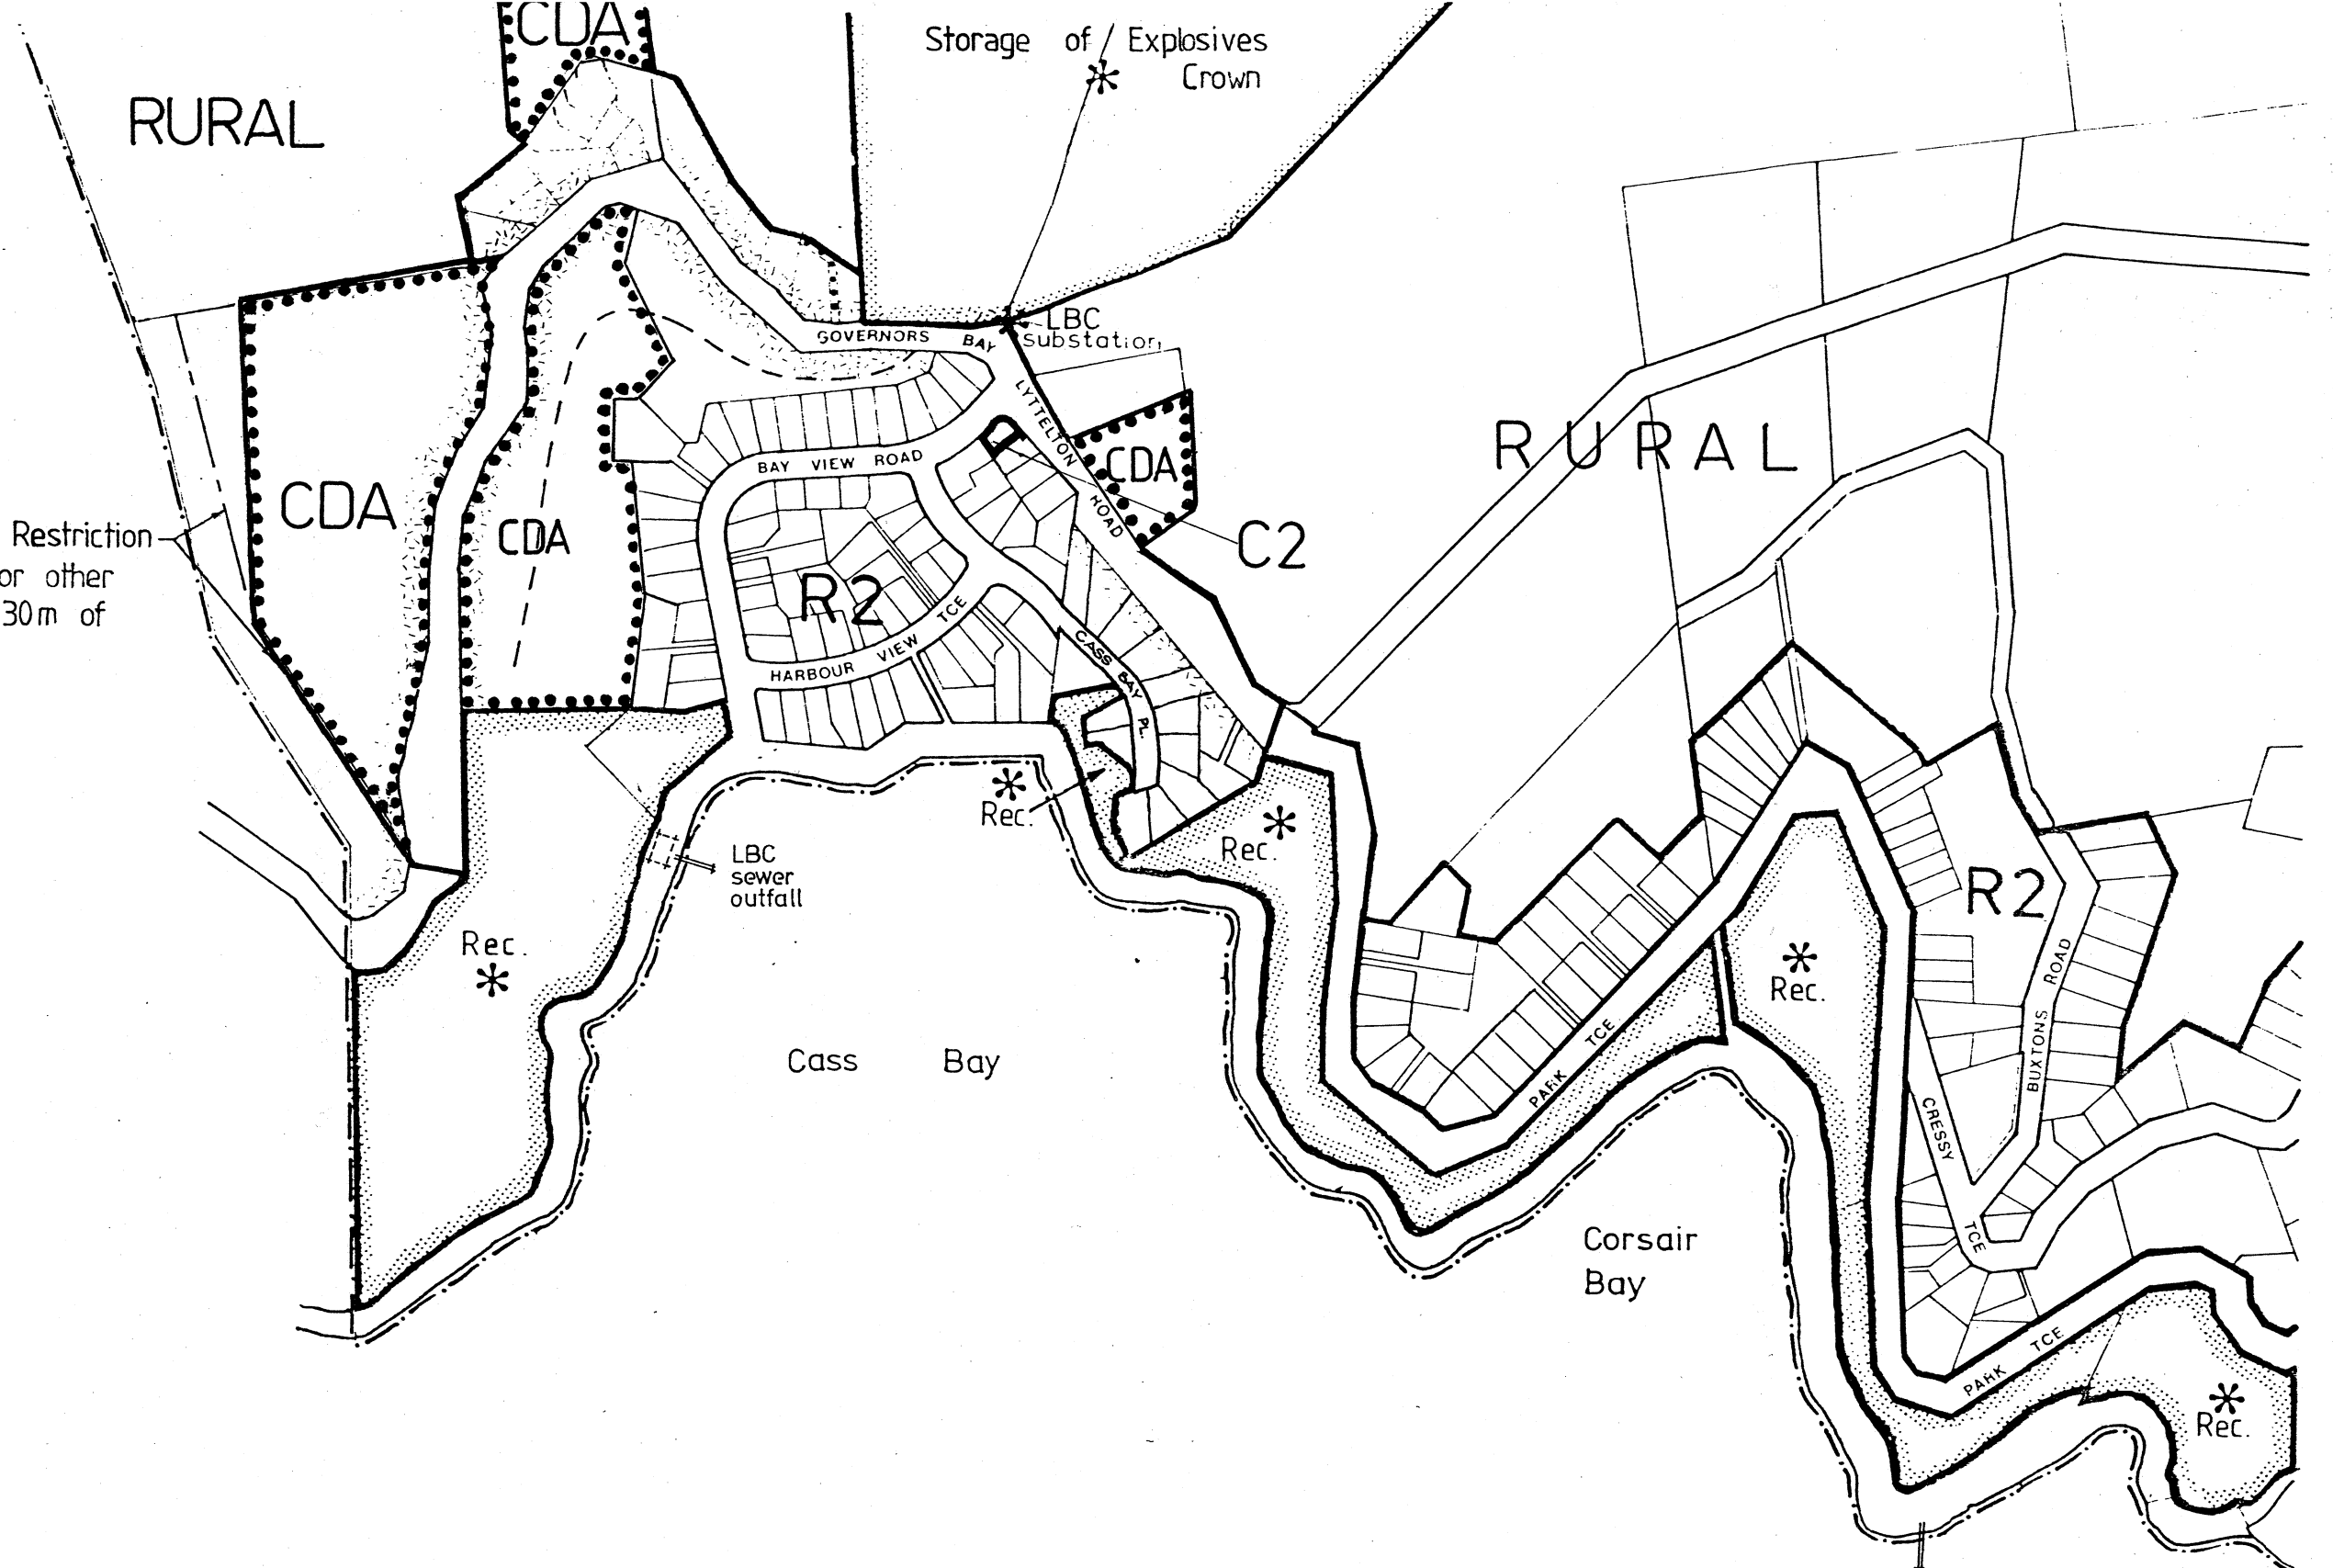 CDA
Storage of Explosives
Crown
RURAL
LBC
substation
GOVERNORS BAY
LYTTELTON ROAD
BAY VIEW ROAD
CDA
RURAL
CDA
CDA
C2
Restriction
or other
30m of
R2
HARBOUR VIEW TCE
CASS BAY PL.
Rec.
Rec.
LBC
sewer
outfall
R2
Rec.
Rec.
BUXTONS ROAD
Cass Bay
PARK TCE
CRESSY TCE
Corsair
Bay
PARK TCE
Rec.